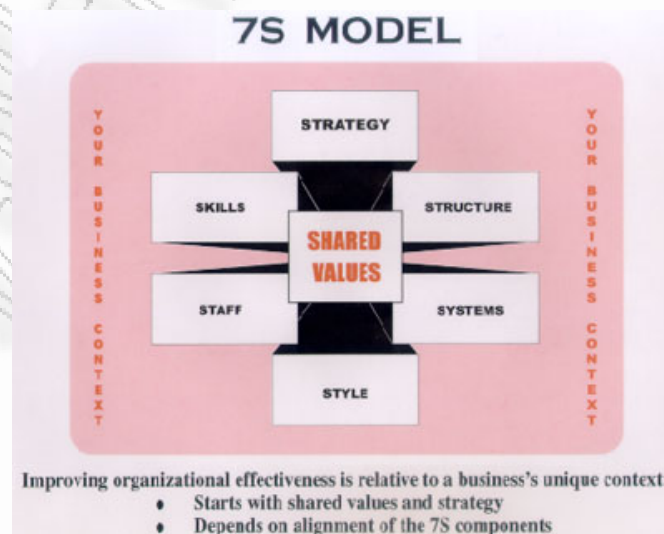 7S MODEL
YOUR BUSINESS CONTEXT
YOUR BUSINESS CONTEXT
STRATEGY
SKILLS
STRUCTURE
SHARED
VALUES
STAFF
SYSTEMS
STYLE
Improving organizational effectiveness is relative to a business's unique context
• Starts with shared values and strategy
• Depends on alignment of the 7S components